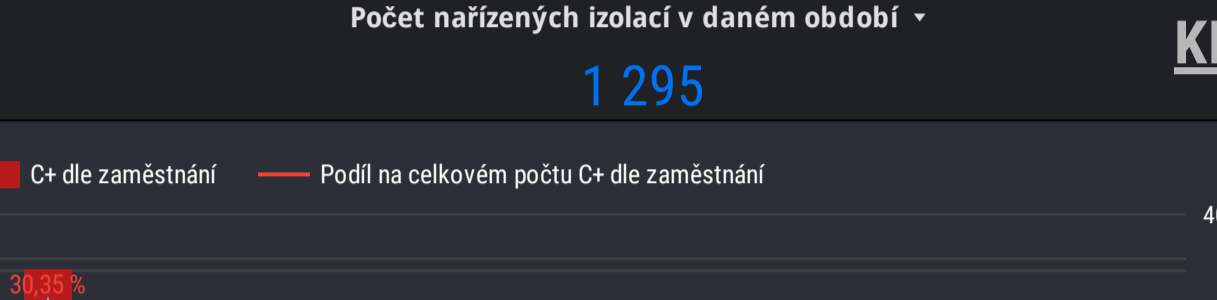 Počet nařízených izolací v daném období
1 295
C+ dle zaměstnání
Podíl na celkovém počtu C+ dle zaměstnání
30,35 %